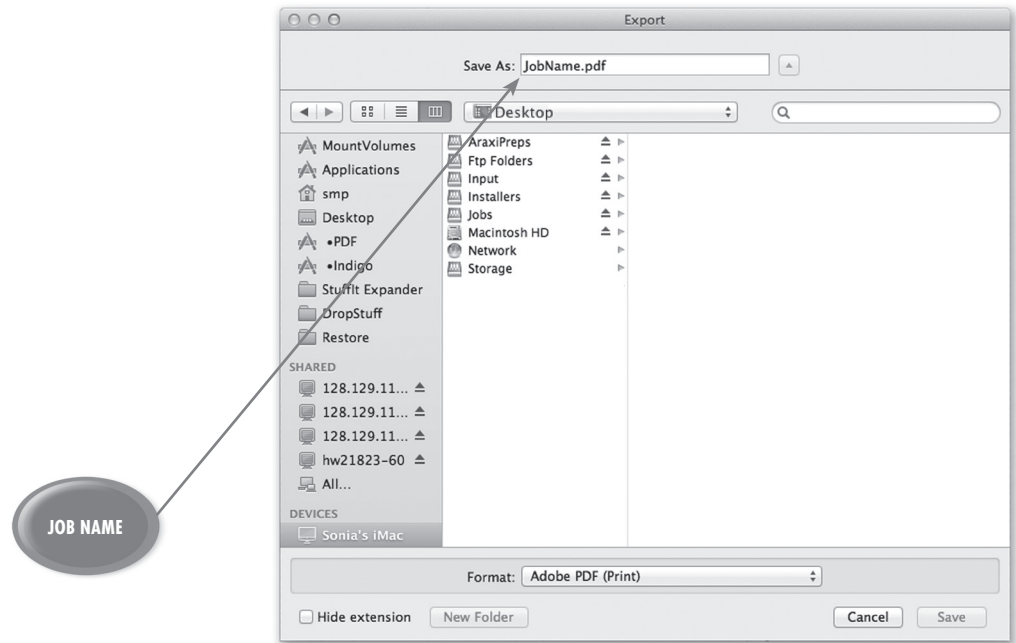 Export
Save As: JobName.pdf
Desktop
MountVolumes
Applications
smp
Desktop
•PDF
•Indigo
StuffIt Expander
DropStuff
Restore
SHARED
128.129.11...
128.129.11...
128.129.11...
hw21823-60
All...
DEVICES
Sonia's iMac
AraxiPreps
Ftp Folders
Input
Installers
Jobs
Macintosh HD
Network
Storage
JOB NAME
Format: Adobe PDF (Print)
Hide extension
New Folder
Cancel
Save